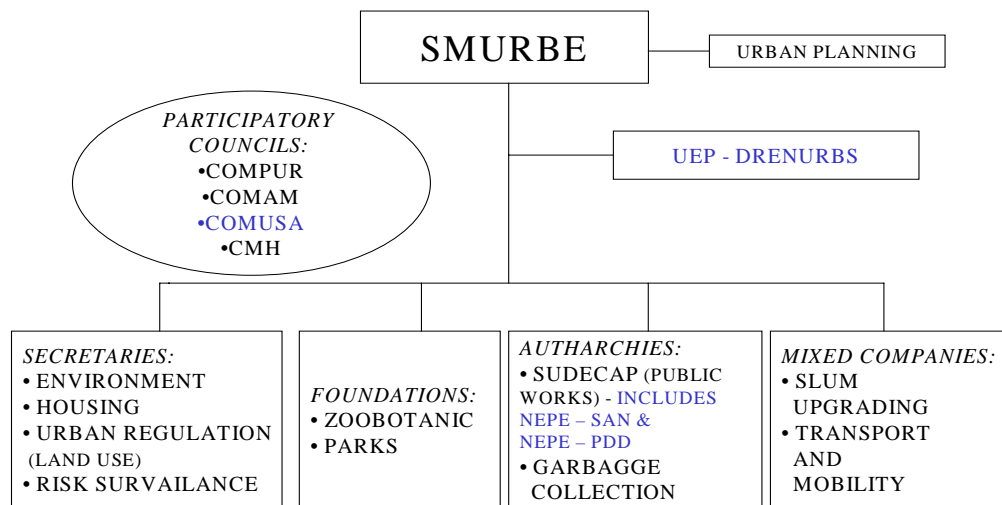 SMURBE
URBAN PLANNING
PARTICIPATORY
COUNCILS:
•COMPUR
•COMAM
•COMUSA
•CMH
UEP - DRENURBS
SECRETARIES:
• ENVIRONMENT
• HOUSING
• URBAN REGULATION
(LAND USE)
• RISK SURVAILANCE
FOUNDATIONS:
• ZOOBOTANIC
• PARKS
AUTHARCHIES:
• SUDECAP (PUBLIC
WORKS) - INCLUDES
NEPE – SAN &
NEPE – PDD
• GARBAGGE
COLLECTION
MIXED COMPANIES:
• SLUM
UPGRADING
• TRANSPORT
AND
MOBILITY